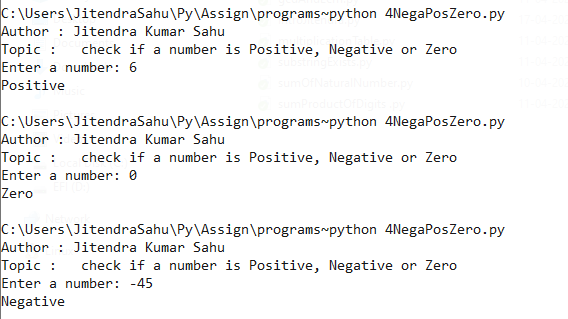 C:\Users\JitendraSahu\Py\Assign\programs~python 4NegaPosZero.py
Author : Jitendra Kumar Sahu
Topic :   check if a number is Positive, Negative or Zero
Enter a number: 6
Positive
C:\Users\JitendraSahu\Py\Assign\programs~python 4NegaPosZero.py
Author : Jitendra Kumar Sahu
Topic :   check if a number is Positive, Negative or Zero
Enter a number: 0
Zero
C:\Users\JitendraSahu\Py\Assign\programs~python 4NegaPosZero.py
Author : Jitendra Kumar Sahu
Topic :   check if a number is Positive, Negative or Zero
Enter a number: -45
Negative